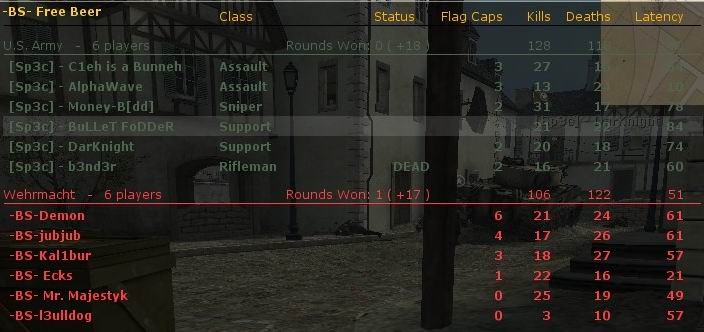 -BS- Free Beer Class Status Flag Caps Kills Deaths Latency
U.S. Army - 6 players Rounds Won: 0 ( +18 ) 128
[Sp3c] - C1eh is a Bunneh Assault 3 27
[Sp3c] - AlphaWave Assault 3 13 24
[Sp3c] - Money-B[dd] Sniper 2 31 17 78
[Sp3c] - BuLLeT FoDDeR Support 21 22 84
[Sp3c] - DarKnight Support 2 20 18 74
[Sp3c] - b3nd3r Rifleman DEAD 2 16 21 60
Wehrmacht - 6 players Rounds Won: 1 ( +17 ) 106 122 51
-BS-Demon 6 21 24 61
-BS-jubjub 4 17 26 61
-BS-Kal1bur 3 18 27 57
-BS- Ecks 1 22 16 21
-BS- Mr. Majestyk 0 25 19 49
-BS-l3ulldog 0 3 10 57